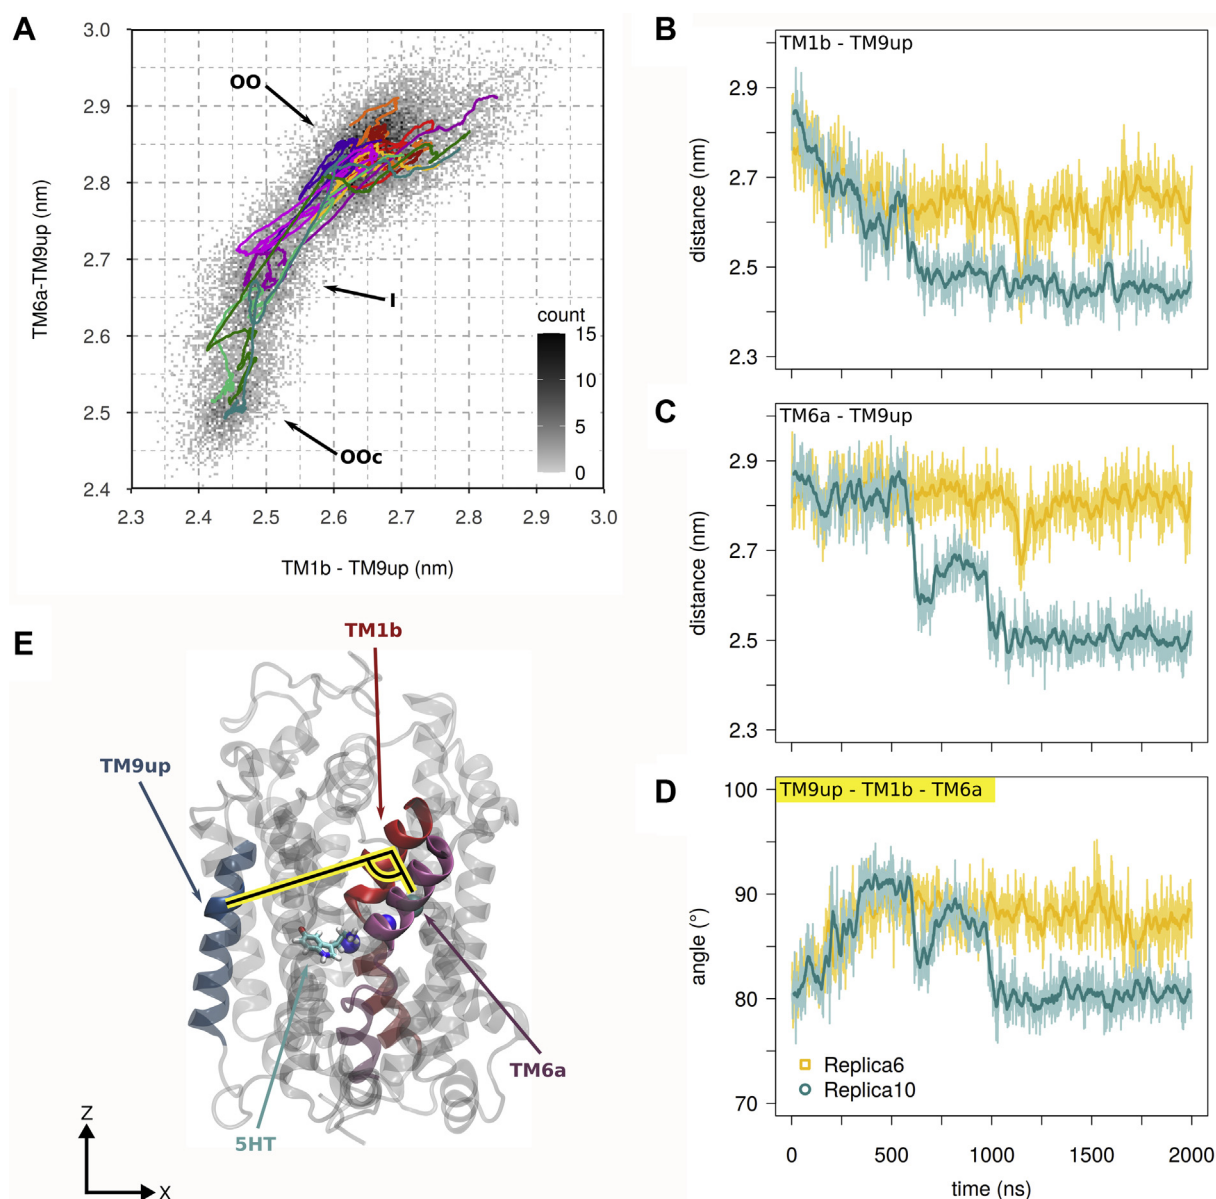 A
3.0
2.9
2.8
2.7
2.6
2.5
2.4
TM6a-TM9up (nm)
OO
I
OOc
count
15
10
5
0
2.3 2.4 2.5 2.6 2.7 2.8 2.9 3.0
TM1b - TM9up (nm)
B
TM1b - TM9up
2.9
2.7
2.5
2.3
distance (nm)
C
TM6a - TM9up
2.9
2.7
2.5
2.3
distance (nm)
D
TM9up - TM1b - TM6a
100
90
80
70
angle (°)
Replica6
Replica10
0 500 1000 1500 2000
time (ns)
E
TM1b
TM9up
TM6a
5HT
Z
X